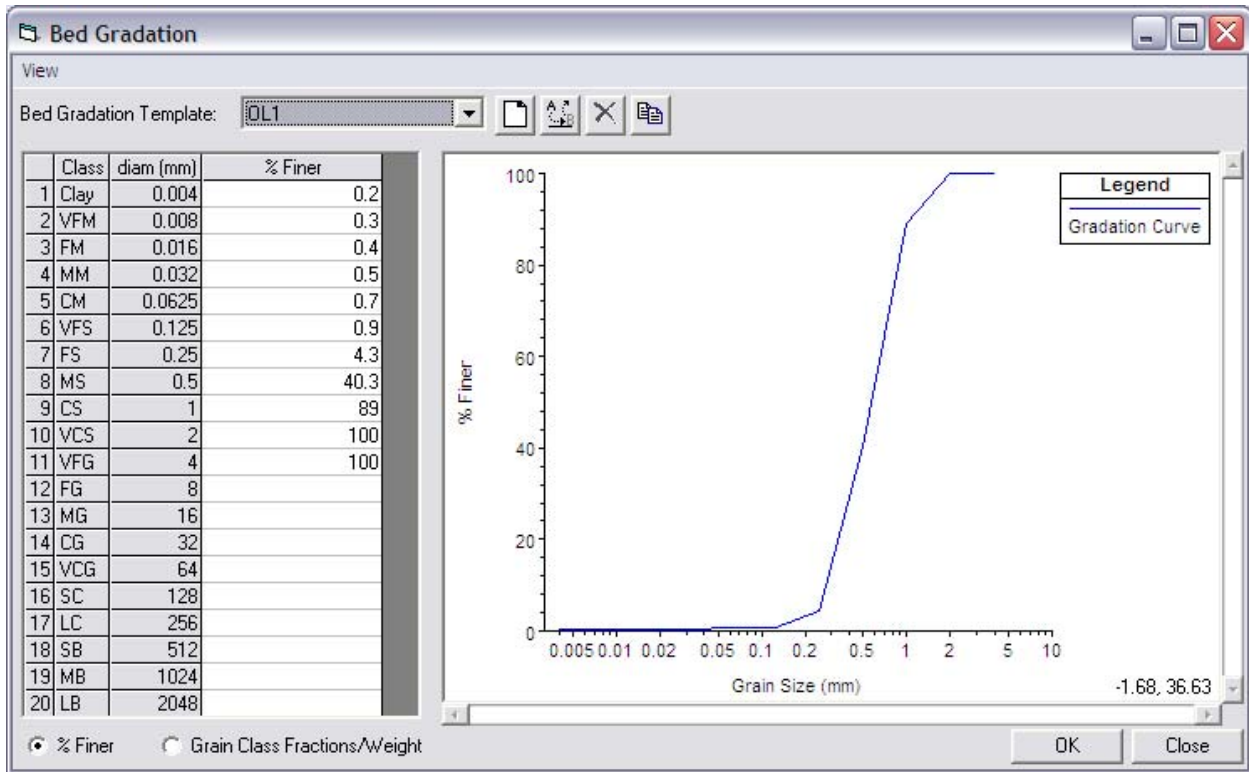 Bed Gradation
View
Bed Gradation Template: OL1
Class diam (mm) % Finer
1 Clay 0.004 0.2
2 VFM 0.008 0.3
3 FM 0.016 0.4
4 MM 0.032 0.5
5 CM 0.0625 0.7
6 VFS 0.125 0.9
7 FS 0.25 4.3
8 MS 0.5 40.3
9 CS 1 89
10 VCS 2 100
11 VFG 4 100
12 FG 8
13 MG 16
14 CG 32
15 VCG 64
16 SC 128
17 LC 256
18 SB 512
19 MB 1024
20 LB 2048
% Finer
100
80
60
40
20
0
0.005 0.01 0.02 0.05 0.1 0.2 0.5 1 2 5 10
Grain Size (mm)
Legend
Gradation Curve
-1.68, 36.63
% Finer Grain Class Fractions/Weight
OK Close